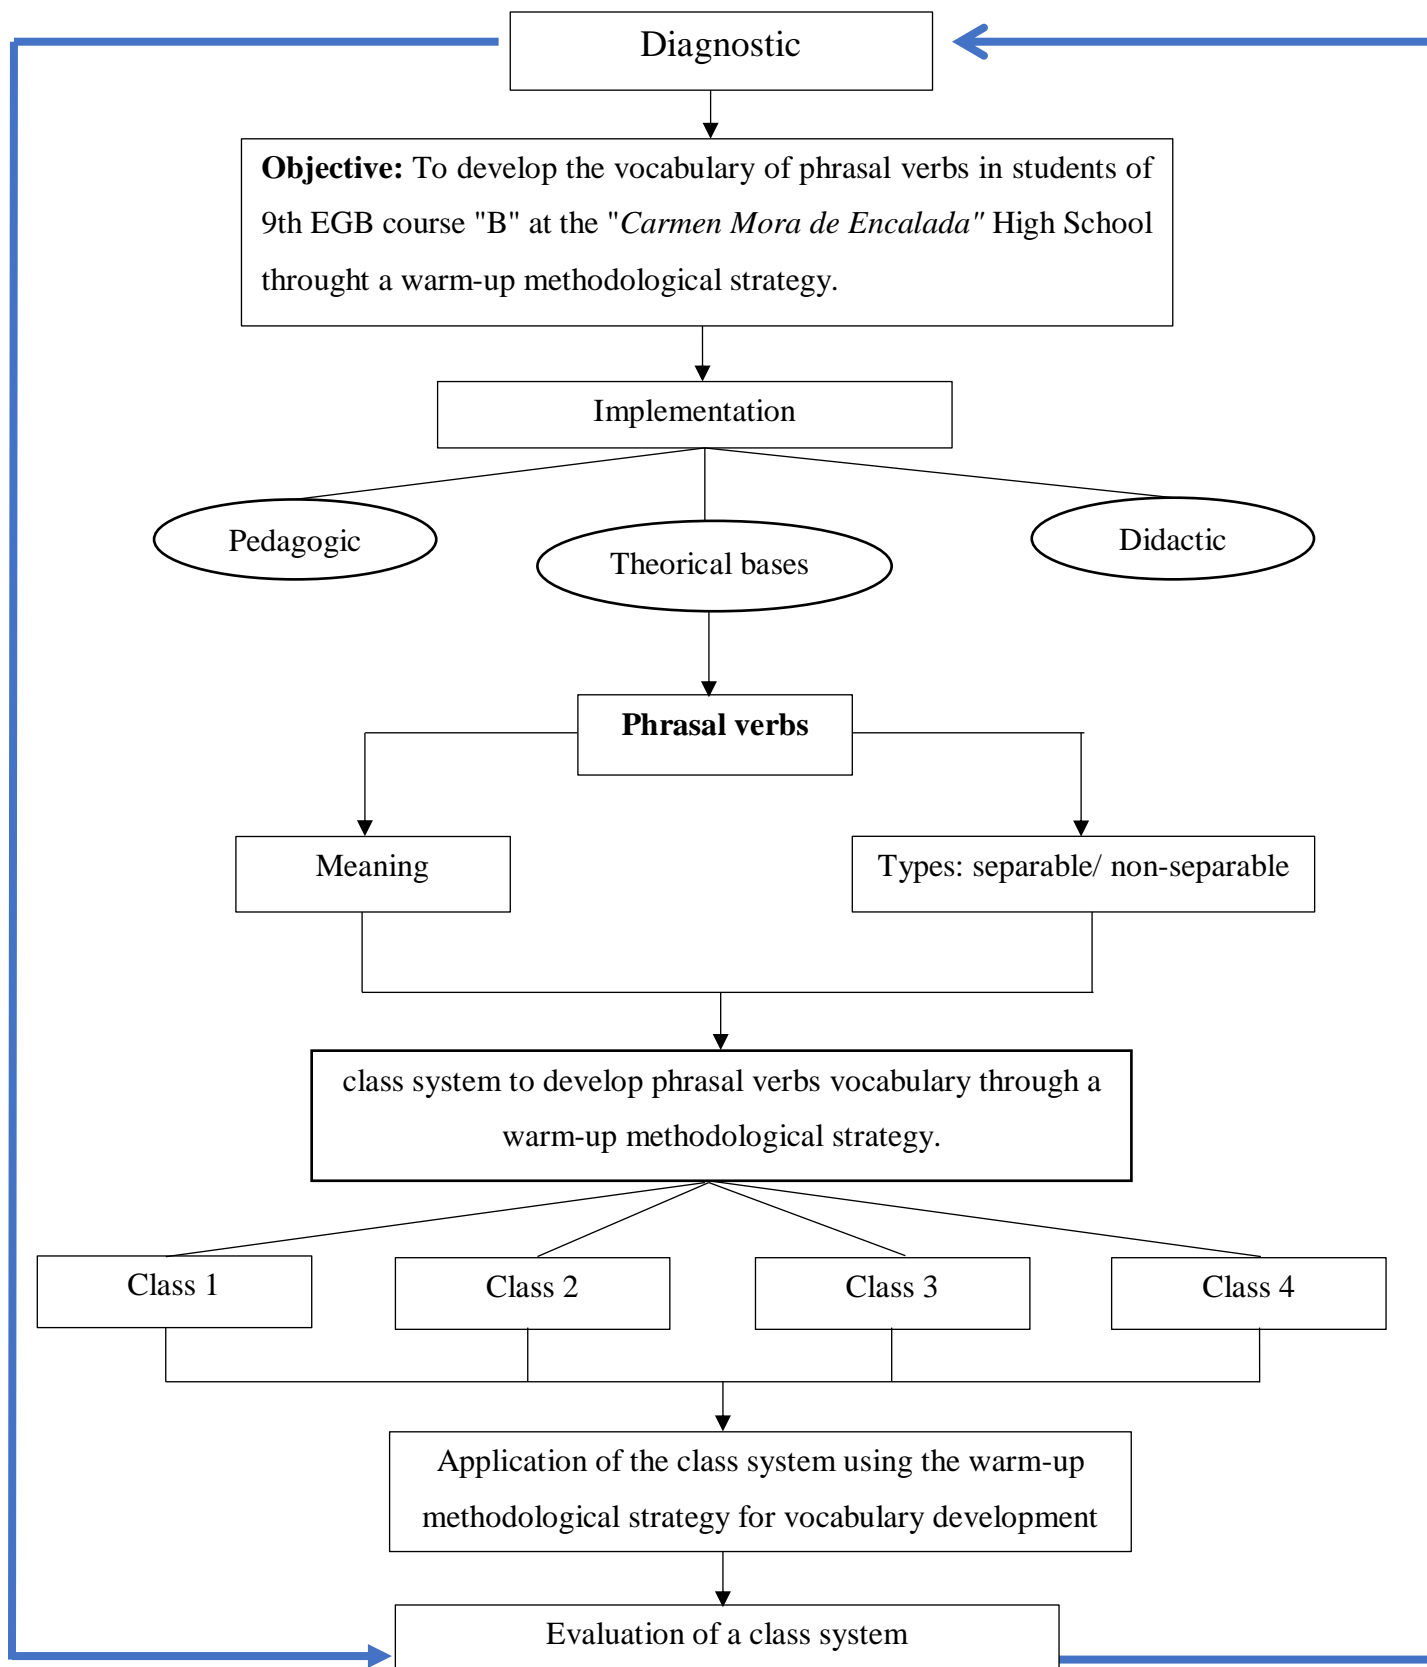 Diagnostic
Objective: To develop the vocabulary of phrasal verbs in students of
9th EGB course "B" at the "Carmen Mora de Encalada" High School
throught a warm-up methodological strategy.
Implementation
Pedagogic
Theorical bases
Didactic
Phrasal verbs
Meaning
Types: separable/ non-separable
class system to develop phrasal verbs vocabulary through a
warm-up methodological strategy.
Class 1
Class 2
Class 3
Class 4
Application of the class system using the warm-up
methodological strategy for vocabulary development
Evaluation of a class system